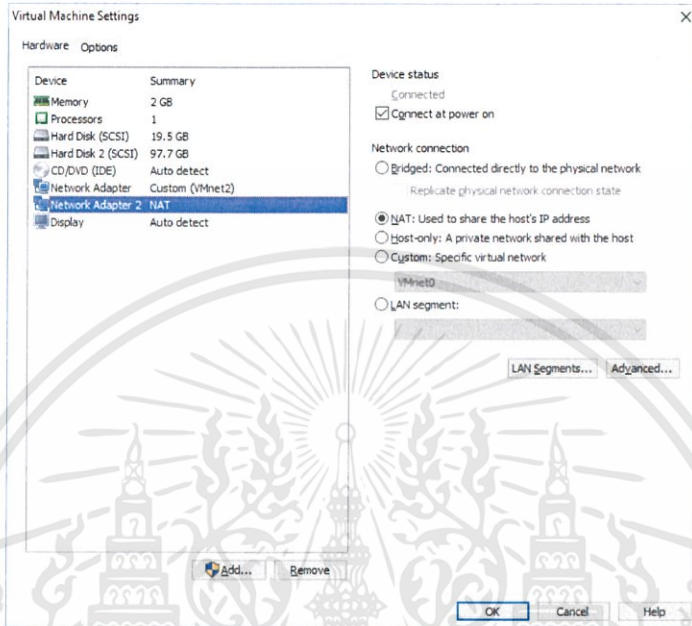 Virtual Machine Settings
Hardware Options
Device Summary
Memory 2 GB
Processors 1
Hard Disk (SCSI) 19.5 GB
Hard Disk 2 (SCSI) 97.7 GB
CD/DVD (IDE) Auto detect
Network Adapter Custom (VMnet2)
Network Adapter 2 NAT
Display Auto detect
Add... Remove
Device status
Connected
Connect at power on
Network connection
Bridged: Connected directly to the physical network
Replicate physical network connection state
NAT: Used to share the host's IP address
Host-only: A private network shared with the host
Custom: Specific virtual network
VMnet0
LAN segment:
LAN Segments... Advanced...
OK Cancel Help